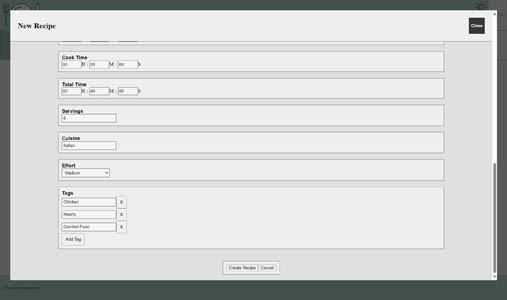 New Recipe
Close
Cook Time
00 H : 20 M : 00 S
Total Time
00 H : 40 M : 00 S
Servings
Cuisine
Italian
Effort
Medium
Tags
Chicken X
Hearty X
Comfort Food X
Add Tag
Create Recipe Cancel